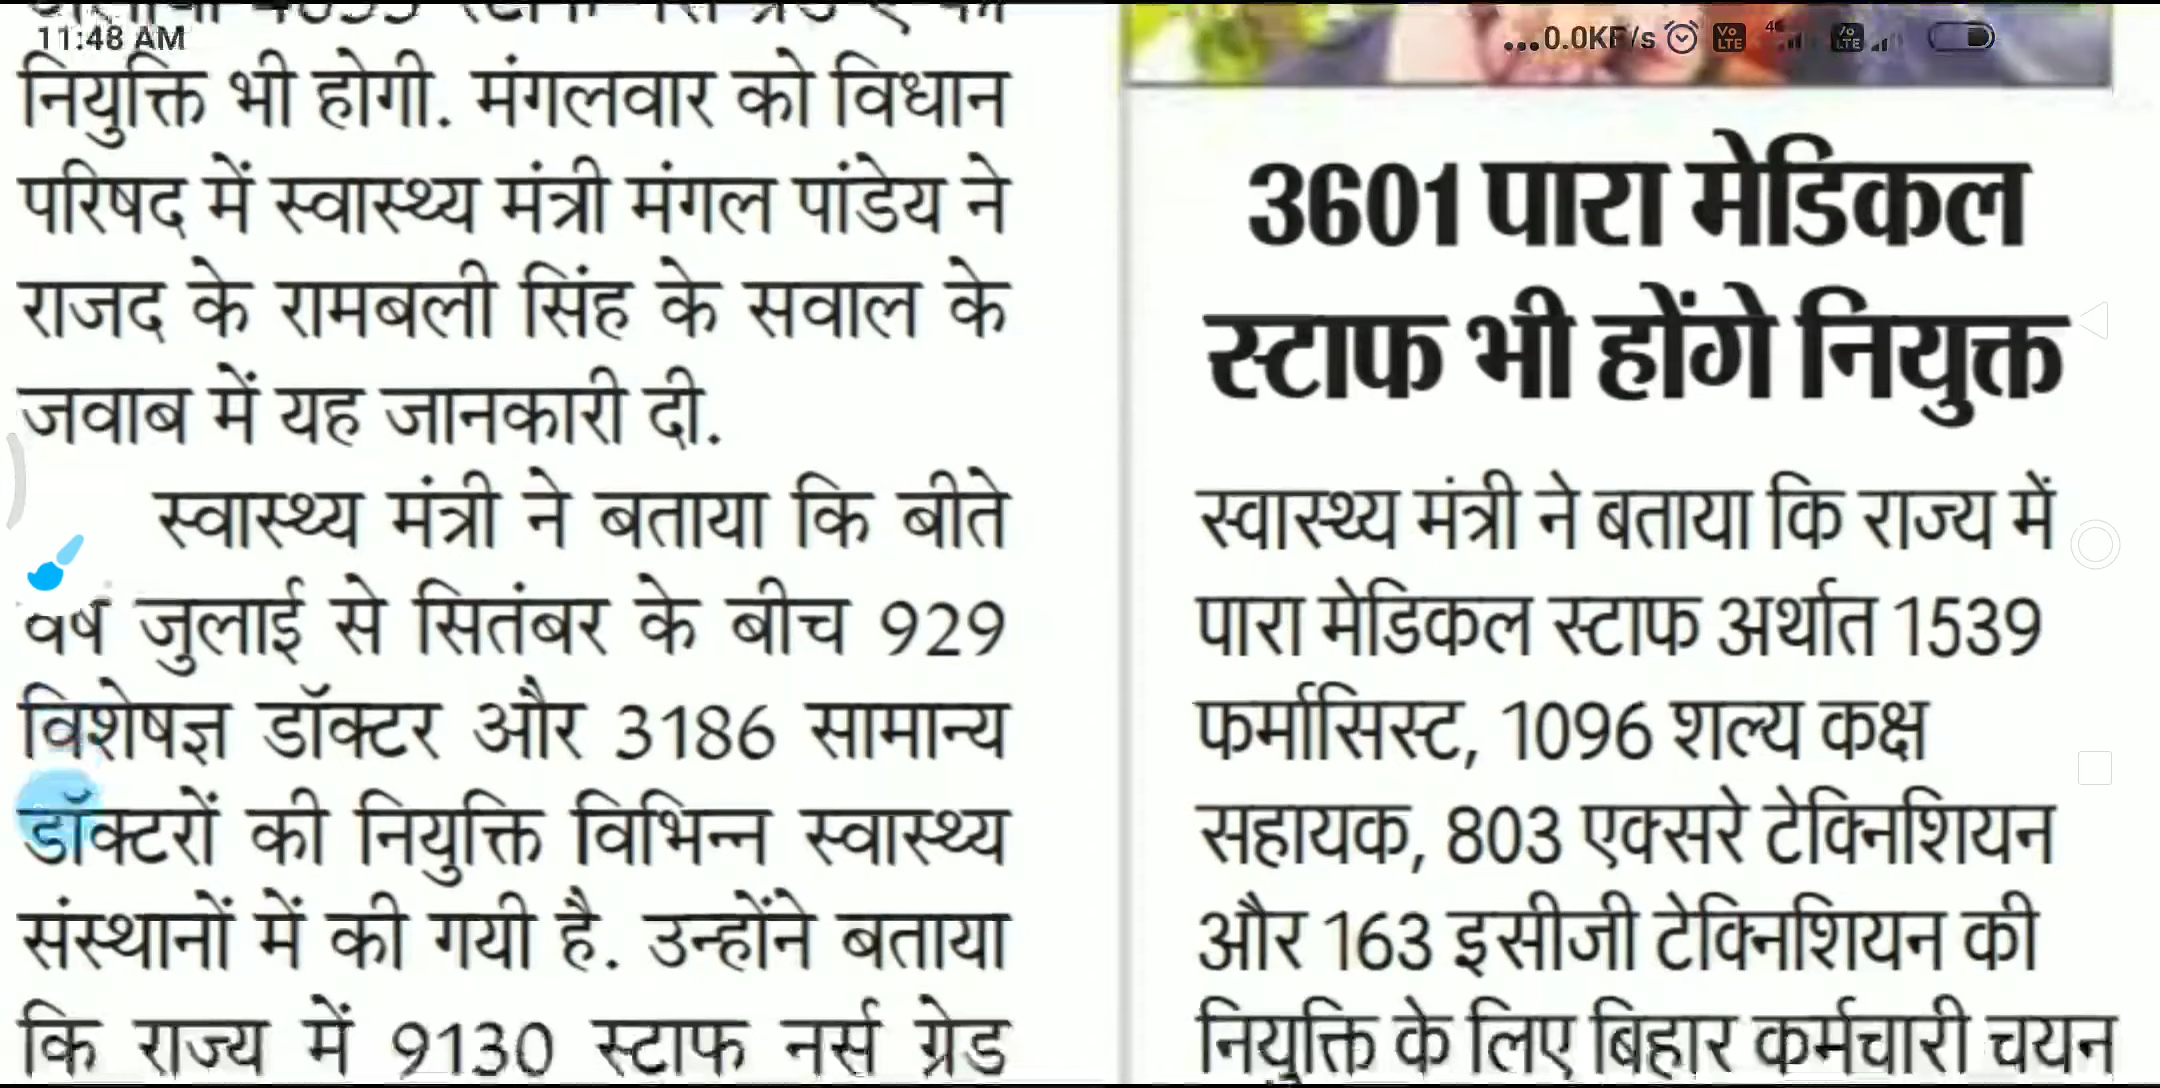 11:48 AM
...0.0KB/s
नियुक्ति भी होगी. मंगलवार को विधान
परिषद में स्वास्थ्य मंत्री मंगल पांडेय ने
राजद के रामबली सिंह के सवाल के
जवाब में यह जानकारी दी.
स्वास्थ्य मंत्री ने बताया कि बीते
वर्ष जुलाई से सितंबर के बीच 929
विशेषज्ञ डॉक्टर और 3186 सामान्य
डॉक्टरों की नियुक्ति विभिन्न स्वास्थ्य
संस्थानों में की गयी है. उन्होंने बताया
कि राज्य में 9130 स्टाफ नर्स ग्रेड
3601 पारा मेडिकल
स्टाफ भी होंगे नियुक्त
स्वास्थ्य मंत्री ने बताया कि राज्य में
पारा मेडिकल स्टाफ अर्थात 1539
फर्मासिस्ट, 1096 शल्य कक्ष
सहायक, 803 एक्सरे टेक्निशियन
और 163 इसीजी टेक्निशियन की
नियुक्ति के लिए बिहार कर्मचारी चयन